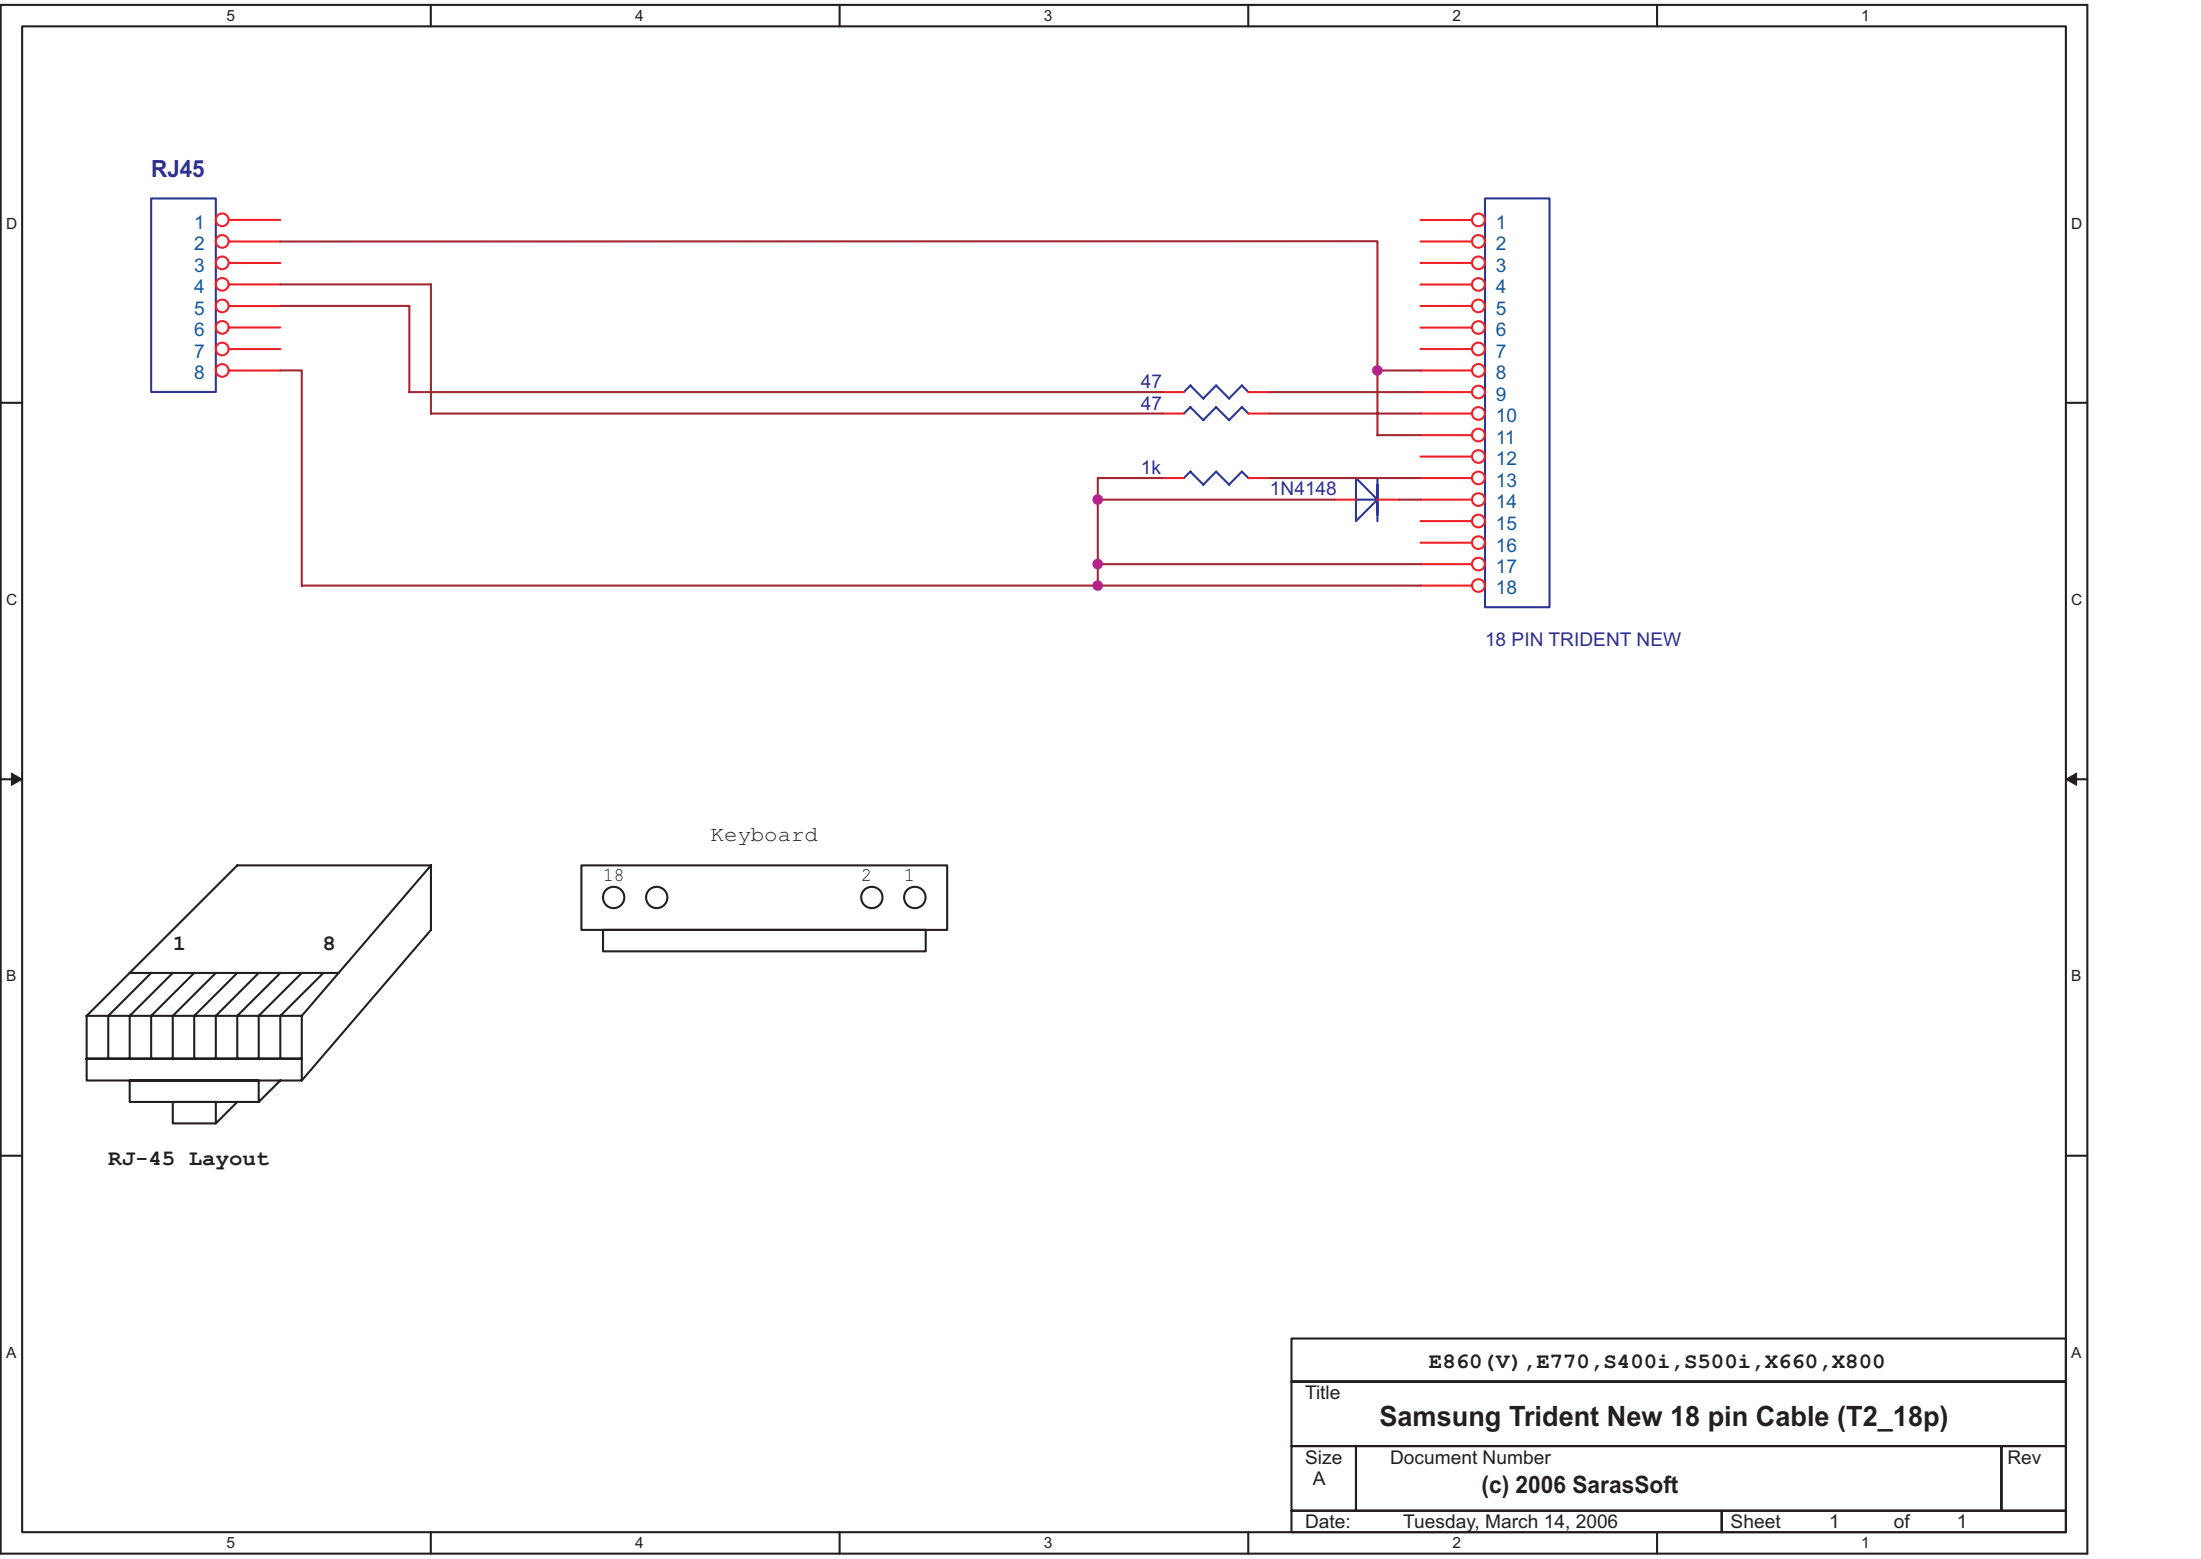 5 4 3 2 1
RJ45
D D
1 1
2 2
3 3
4 4
5 5
6 6
7 7
8 8
47 9
47 10
11
12
1k 13
1N4148 14
15
16
17
18
C C
18 PIN TRIDENT NEW
Keyboard
18 2 1
1 8
B B
RJ-45 Layout
A A
E860(V),E770,S400i,S500i,X660,X800
Title
Samsung Trident New 18 pin Cable (T2_18p)
Size Document Number Rev
A (c) 2006 SarasSoft
Date: Tuesday, March 14, 2006 Sheet 1 of 1
5 4 3 2 1